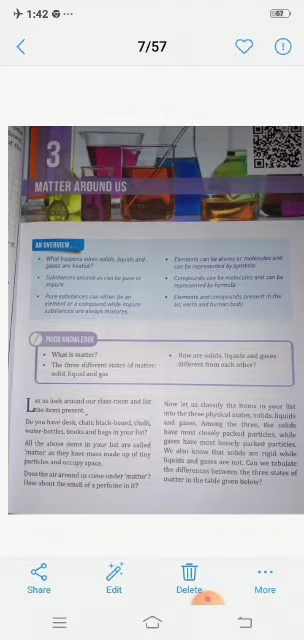 1:42
67
7/57
3
MATTER AROUND US
AN OVERVIEW . . .
• What happens when solids, liquids and
gases are heated?
• Substances around us can be pure or
impure.
• Pure substances can either be an
element or a compound while impure
substances are always mixtures.
• Elements can be atoms or molecules and
can be represented by symbols.
• Compounds can be molecules and can be
represented by formula.
• Elements and compounds present in the
air, earth and human body.
PRIOR KNOWLEDGE
• What is matter?
• The three different states of matter:
solid, liquid and gas
• How are solids, liquids and gases
different from each other?
Let us look around our class-room and list
the items present.
Do you have desk, chair, black-board, chalk,
water-bottles, books and bags in your list?
All the above items in your list are called
'matter' as they have mass made up of tiny
particles and occupy space.
Does the air around us come under 'matter'?
How about the smell of a perfume in it?
Now let us classify the items in your list
into the three physical states, solids, liquids
and gases. Among the three, the solids
have most closely packed particles, while
gases have most loosely packed particles.
We also know that solids are rigid while
liquids and gases are not. Can we tabulate
the differences between the three states of
matter in the table given below?
Share
Edit
Delete
More